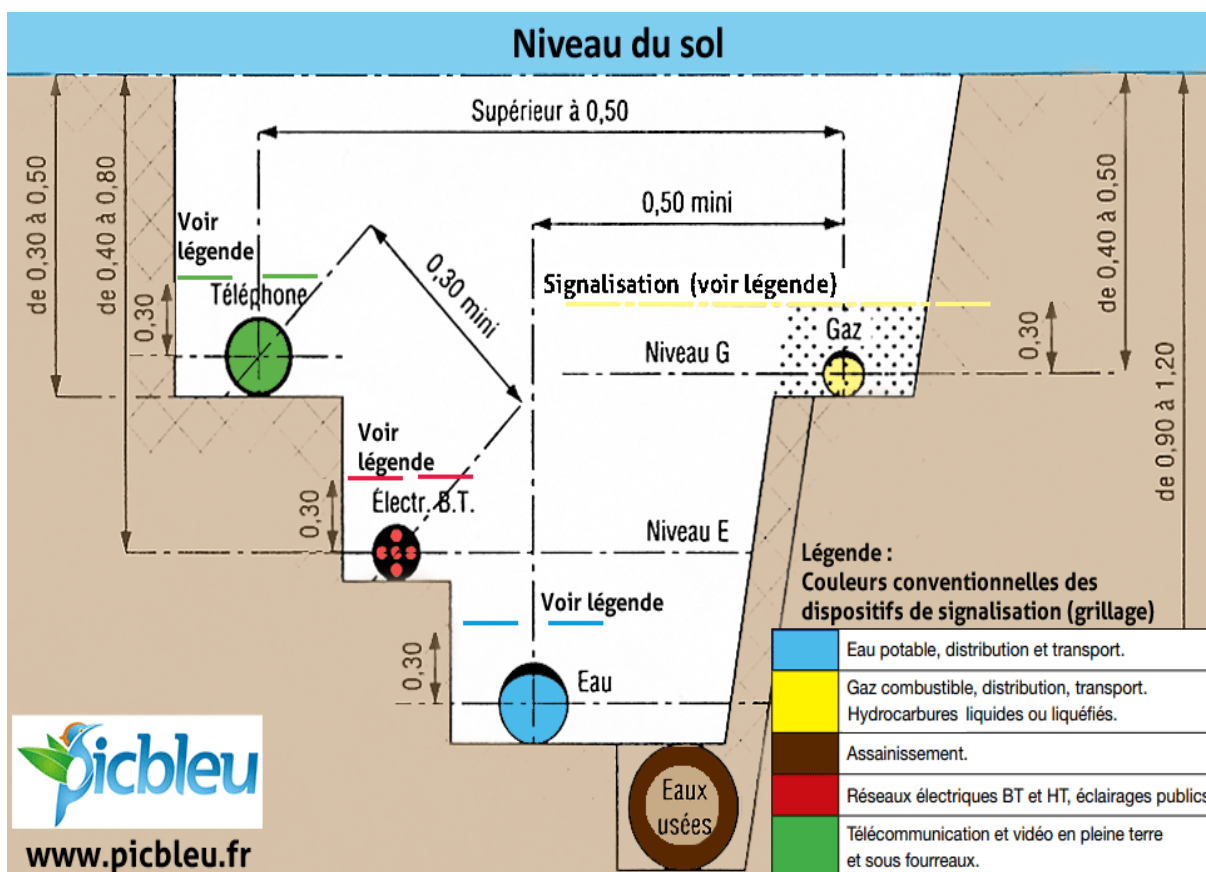 Niveau du sol
Supérieur à 0,50
de 0,30 à 0,50
de 0,40 à 0,80
0,50 mini
de 0,40 à 0,50
Voir
légende
0,30 mini
Signalisation (voir légende)
Téléphone
0,30
Gaz
Niveau G
0,30
de 0,90 à 1,20
Voir
légende
Électr. B.T.
0,30
Niveau E
Voir légende
0,30
Eau
Eaux
usées
Légende :
Couleurs conventionnelles des
dispositifs de signalisation (grillage)
Eau potable, distribution et transport.
Gaz combustible, distribution, transport.
Hydrocarbures liquides ou liquéfiés.
Assainissement.
Réseaux électriques BT et HT, éclairages publics
Télécommunication et vidéo en pleine terre
et sous fourreaux.
Picbleu
www.picbleu.fr